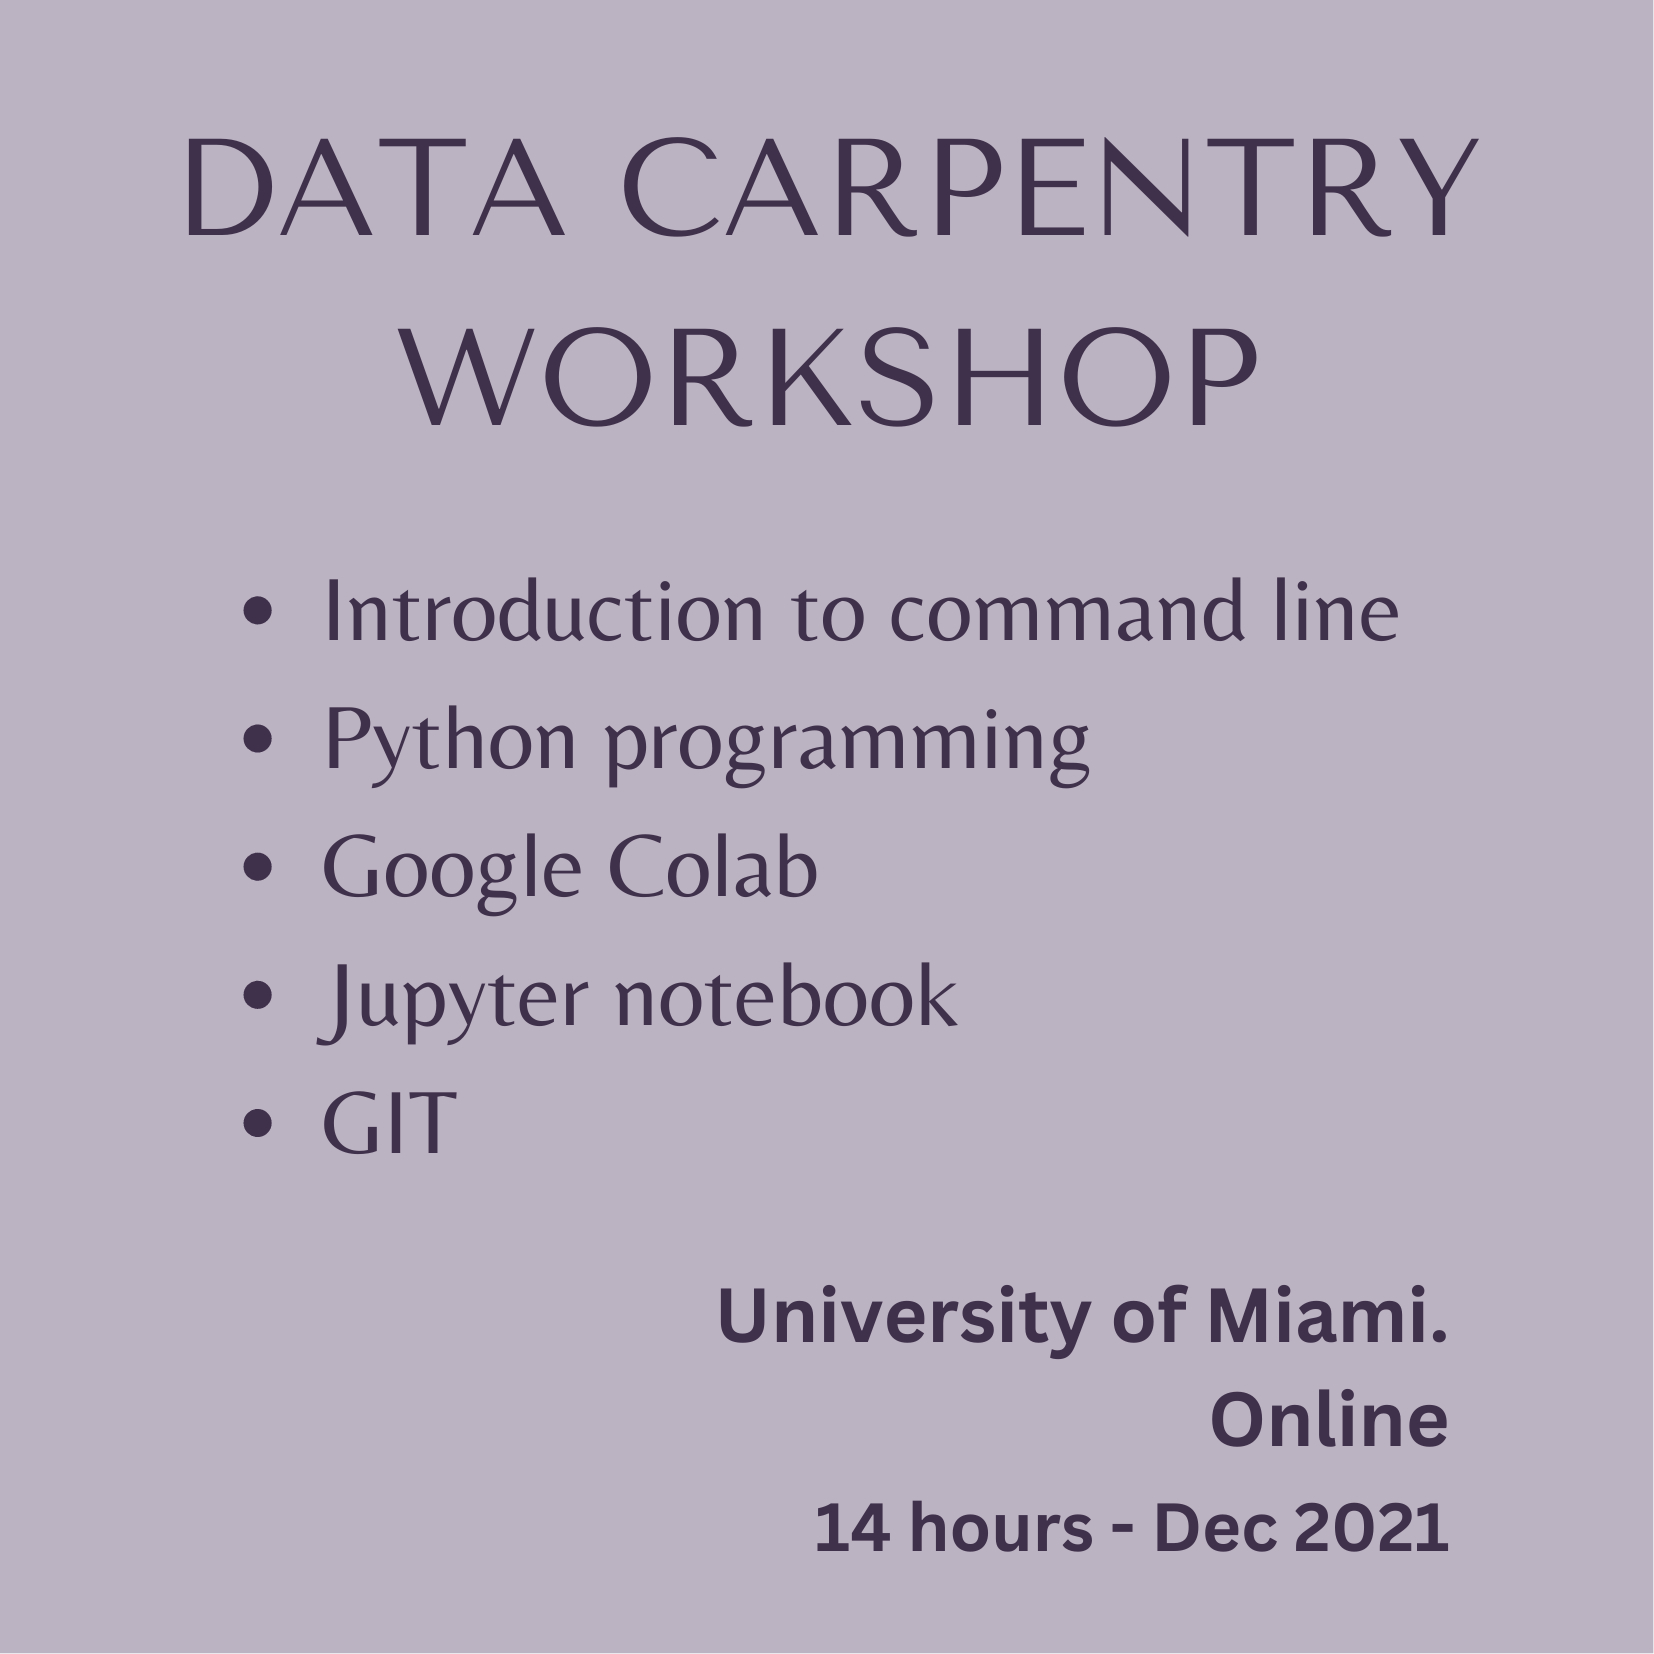 DATA CARPENTRY
WORKSHOP
• Introduction to command line
• Python programming
• Google Colab
• Jupyter notebook
• GIT
University of Miami.
Online
14 hours - Dec 2021